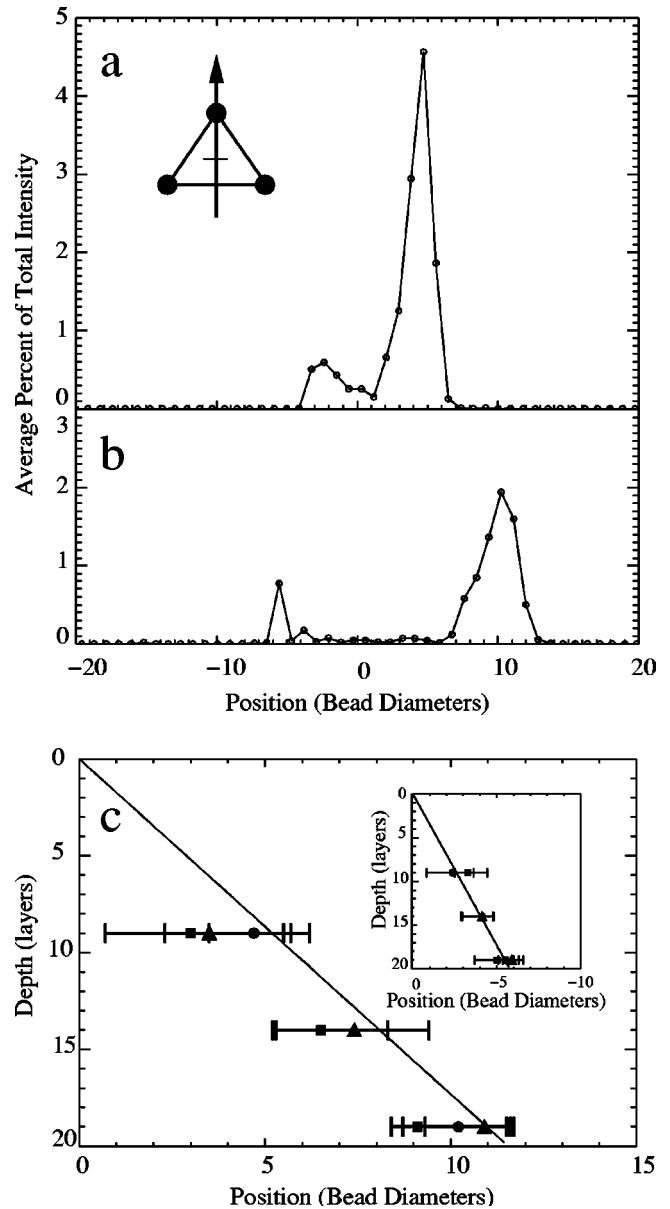 a
5
4
3
2
1
0
Average Percent of Total Intensity
b
3
2
1
0
−20 −10 0 10 20
Position (Bead Diameters)
c
0
5
10
15
20
Depth (layers)
0 5 10 15
Position (Bead Diameters)
0
5
10
15
20
Depth (layers)
0 −5 −10
Position (Bead Diameters)